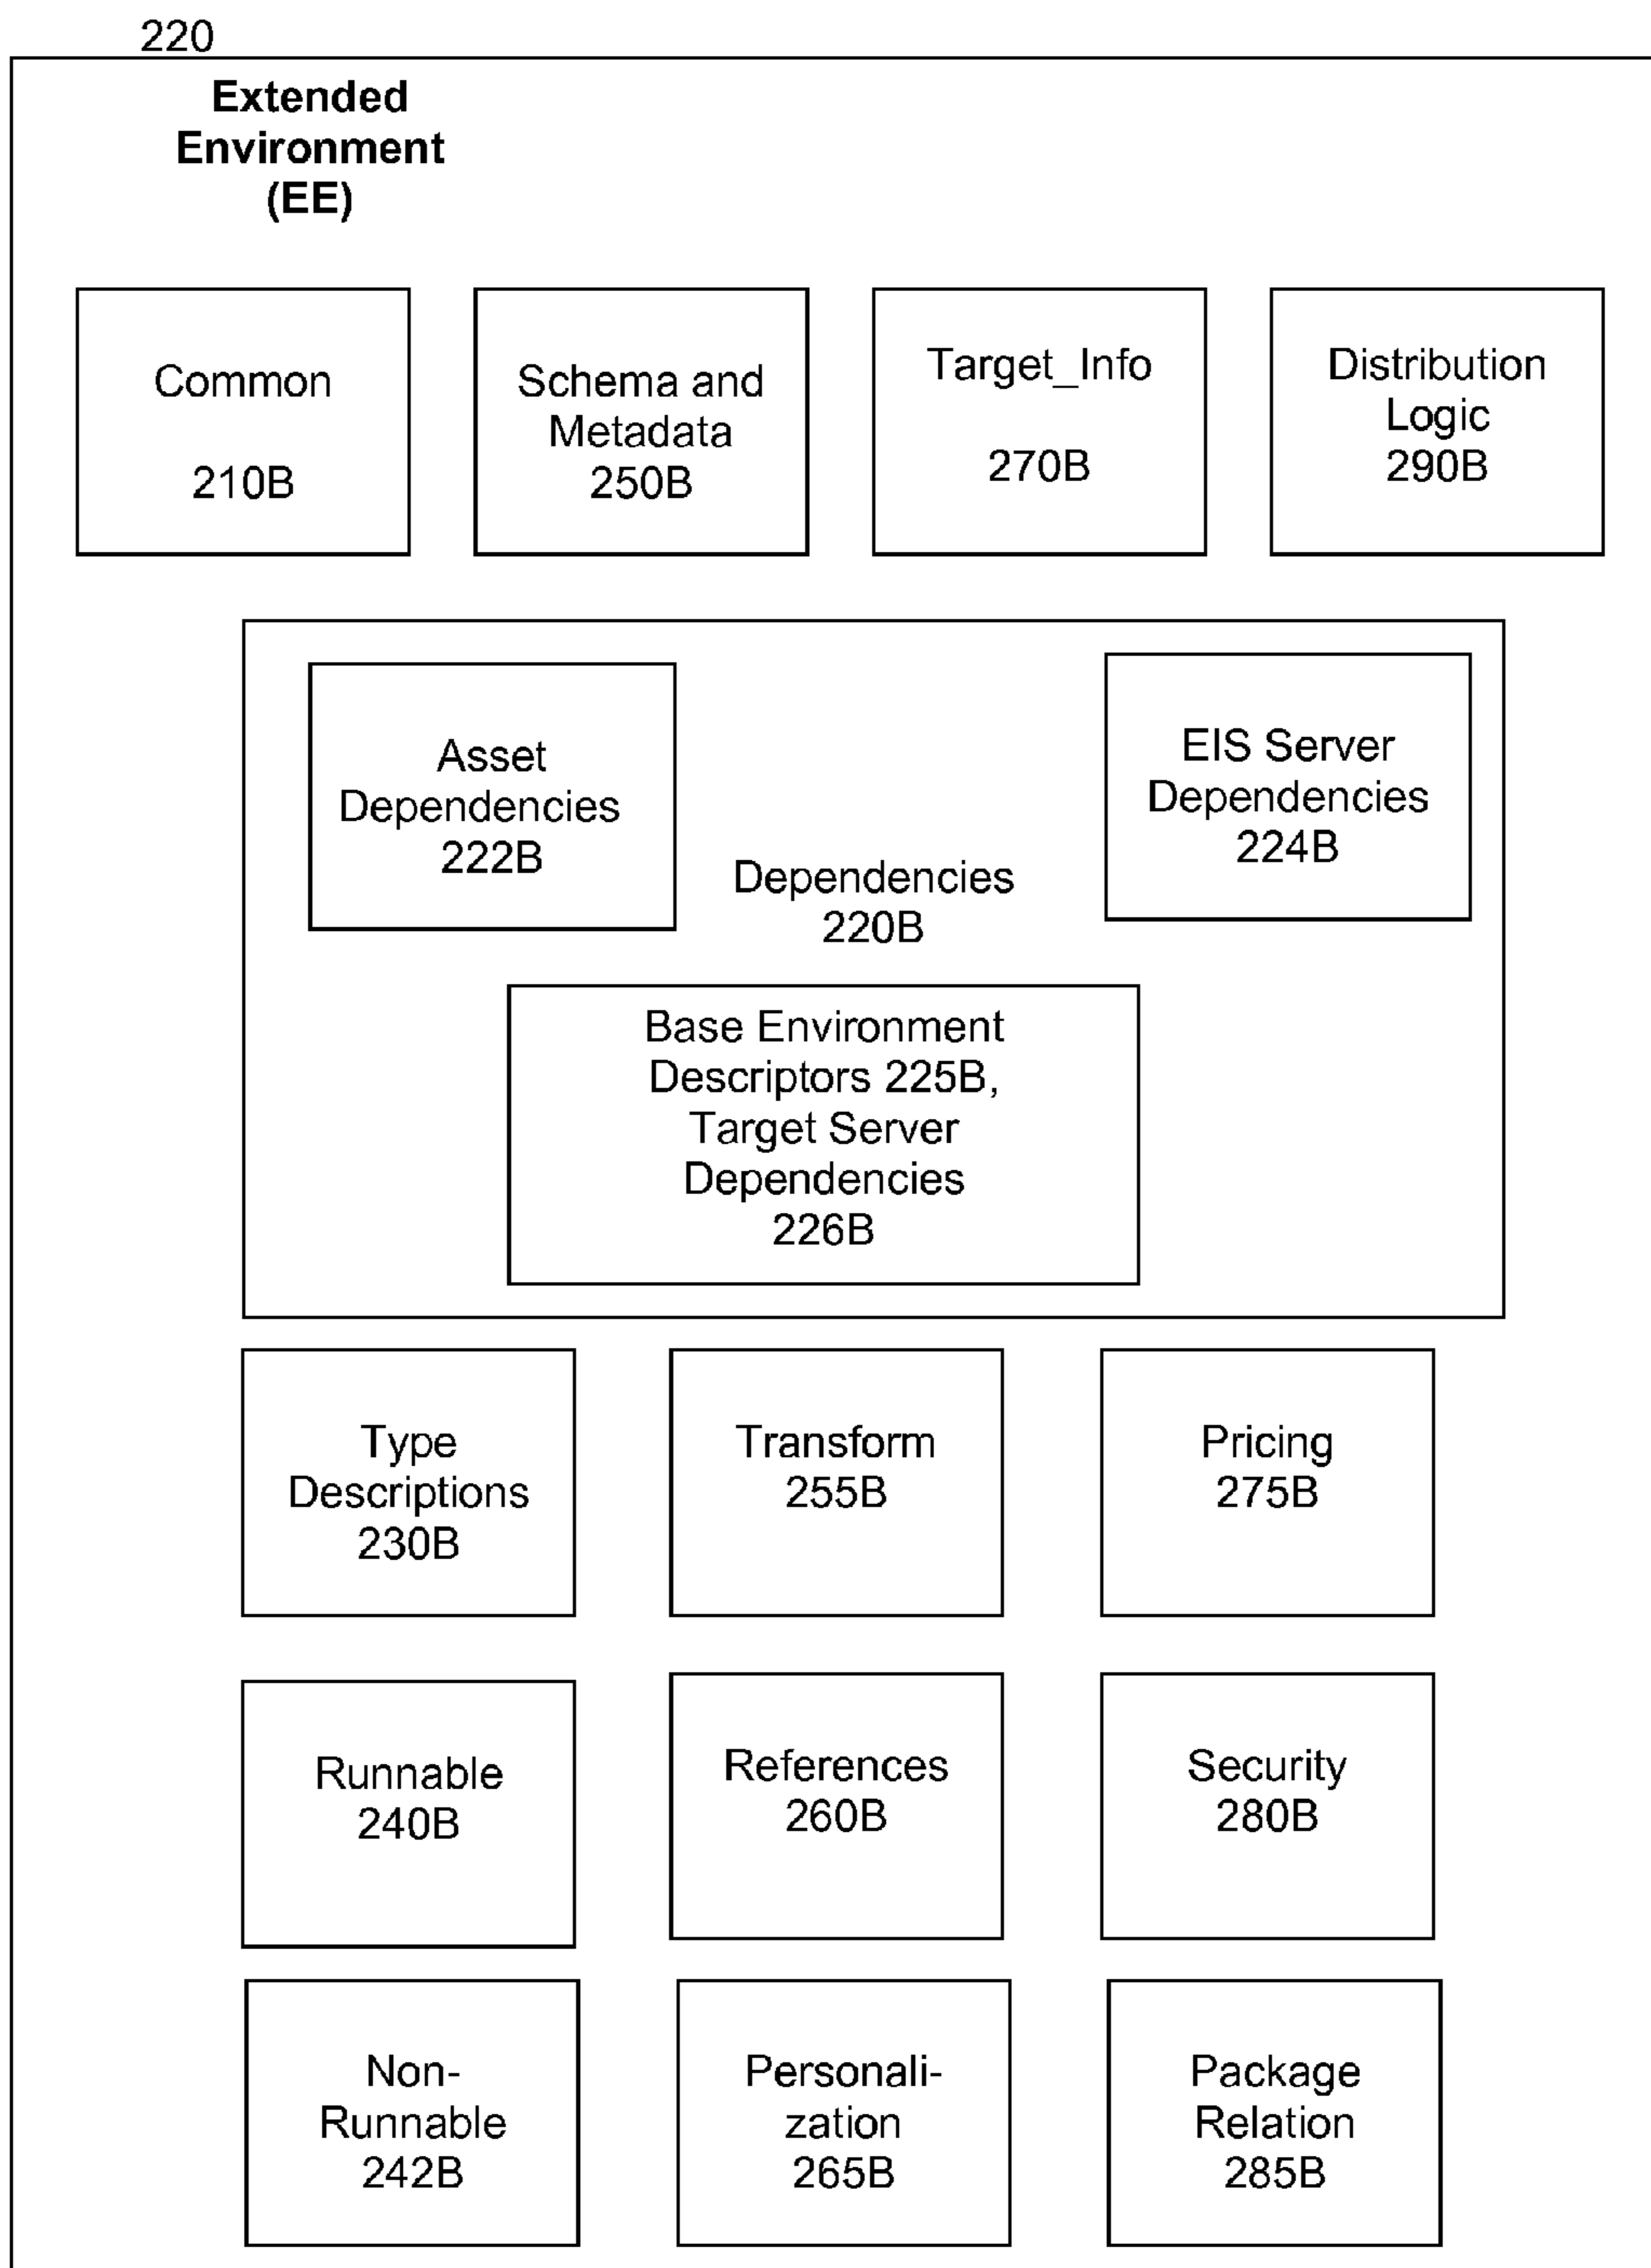 220
Extended
Environment
(EE)
Common
210B
Schema and
Metadata
250B
Target_Info
270B
Distribution
Logic
290B
Asset
Dependencies
222B
EIS Server
Dependencies
224B
Dependencies
220B
Base Environment
Descriptors 225B,
Target Server
Dependencies
226B
Type
Descriptions
230B
Transform
255B
Pricing
275B
Runnable
240B
References
260B
Security
280B
Non-
Runnable
242B
Personali-
zation
265B
Package
Relation
285B